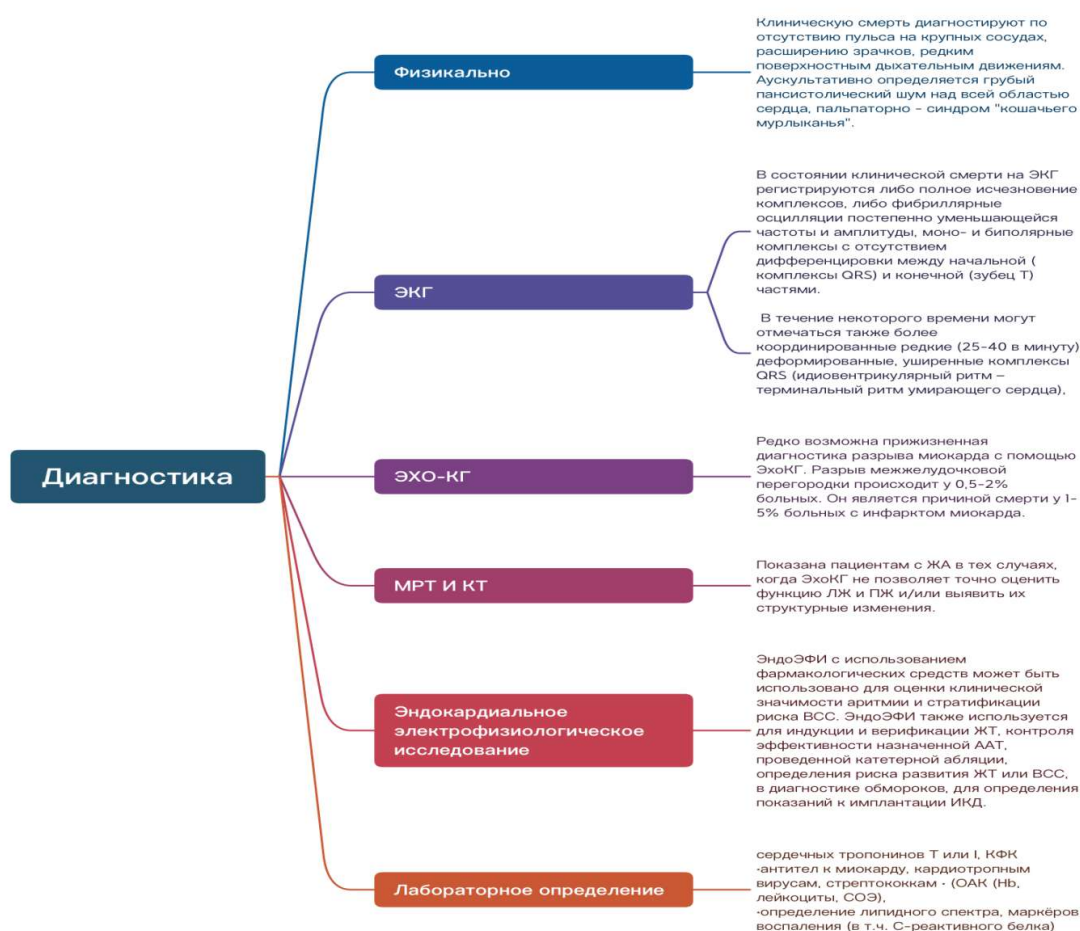 Диагностика
Физикально
Клиническую смерть диагностируют по
отсутствию пульса на крупных сосудах,
расширению зрачков, редким
поверхностным дыхательным движениям.
Аускультативно определяется грубый
пансистолический шум над всей областью
сердца, пальпаторно - синдром "кошачьего
мурлыканья".
ЭКГ
В состоянии клинической смерти на ЭКГ
регистрируются либо полное исчезновение
комплексов, либо фибриллярные
осцилляции постепенно уменьшающейся
частоты и амплитуды, моно- и биполярные
комплексы с отсутствием
дифференцировки между начальной (
комплексы QRS) и конечной (зубец Т)
частями.
В течение некоторого времени могут
отмечаться также более
координированные редкие (25-40 в минуту)
деформированные, уширенные комплексы
QRS (идиовентрикулярный ритм –
терминальный ритм умирающего сердца),
ЭХО-КГ
Редко возможна прижизненная
диагностика разрыва миокарда с помощью
ЭхоКГ. Разрыв межжелудочковой
перегородки происходит у 0,5-2%
больных. Он является причиной смерти у 1-
5% больных с инфарктом миокарда.
МРТ И КТ
Показана пациентам с ЖА в тех случаях,
когда ЭхоКГ не позволяет точно оценить
функцию ЛЖ и ПЖ и/или выявить их
структурные изменения.
Эндокардиальное
электрофизиологическое
исследование
ЭндоЭФИ с использованием
фармакологических средств может быть
использовано для оценки клинической
значимости аритмии и стратификации
риска ВСС. ЭндоЭФИ также используется
для индукции и верификации ЖТ, контроля
эффективности назначенной ААТ,
проведенной катетерной абляции,
определения риска развития ЖТ или ВСС,
в диагностике обмороков, для определения
показаний к имплантации ИКД.
Лабораторное определение
сердечных тропонинов Т или I, КФК
·антител к миокарду, кардиотропным
вирусам, стрептококкам · (ОАК (Hb,
лейкоциты, СОЭ),
·определение липидного спектра, маркёров
воспаления (в т.ч. С-реактивного белка)